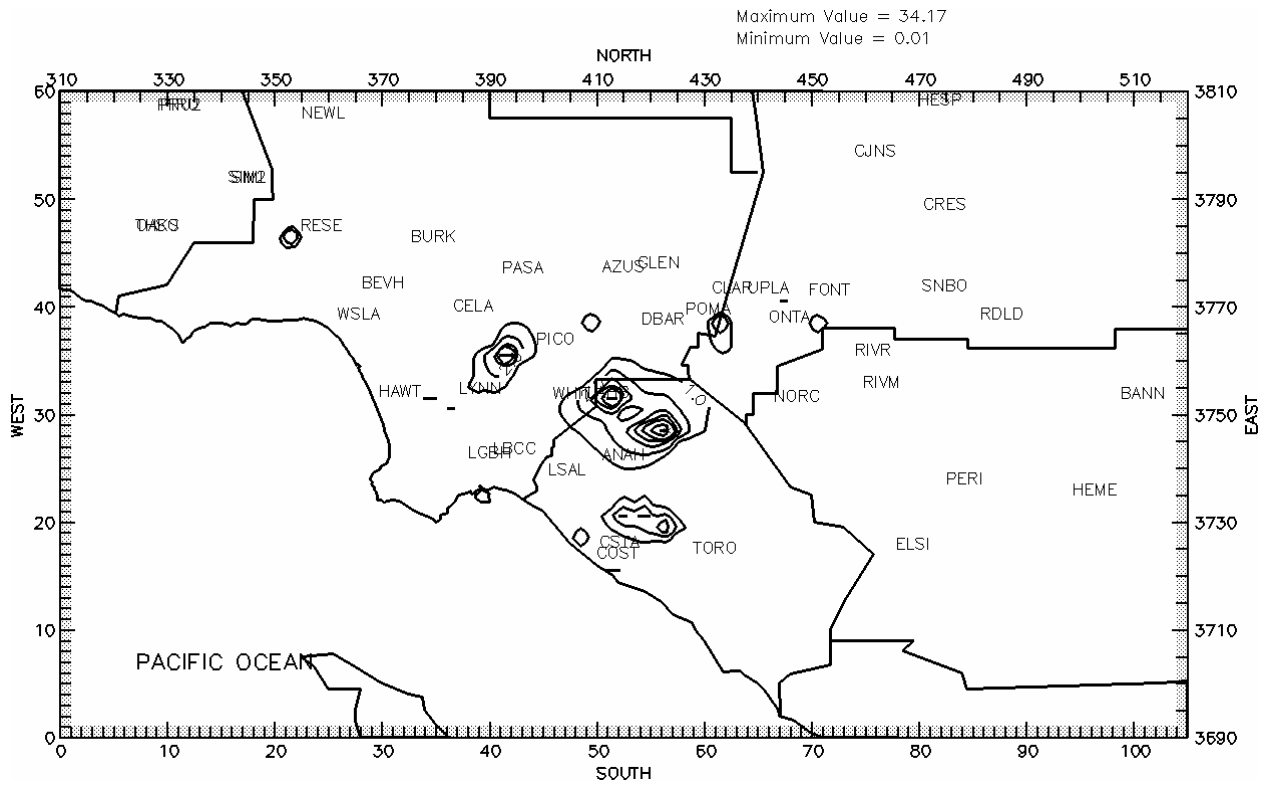 Maximum Value = 34.17
Minimum Value = 0.01
NORTH
310 330 350 370 390 410 430 450 470 490 510
60 3810
PIRU2 NEWL HESP
CJNS
SIM2
50 3790
CRES
RESE
BURK
PASA AZUS GLEN
BEVH CLAR UPLA FONT SNBO
40 3770
WSLA CELA DBAR POMA ONTA RDLD
PICO RIVR
RIVM
HAWT LYNN 1.0 NORC BANN
30 3750
WEST EAST
LGBH LBCC ANAH
LSAL PERI HEME
20 3730
CSTA
COST TORO ELSI
10 3710
PACIFIC OCEAN
0 3690
0 10 20 30 40 50 60 70 80 90 100
SOUTH